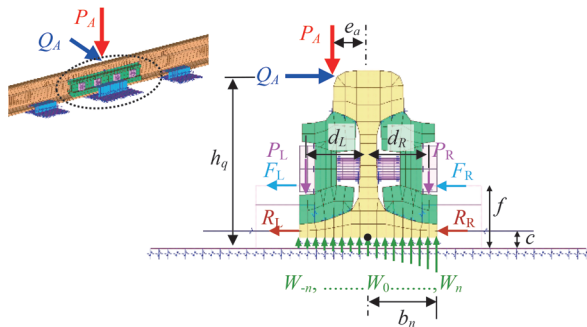 P_A
Q_A
P_A
e_a
Q_A
h_q
d_L
d_R
P_L
P_R
F_L
F_R
f
R_L
R_R
c
W_{-n}, ........W_0........, W_n
b_n